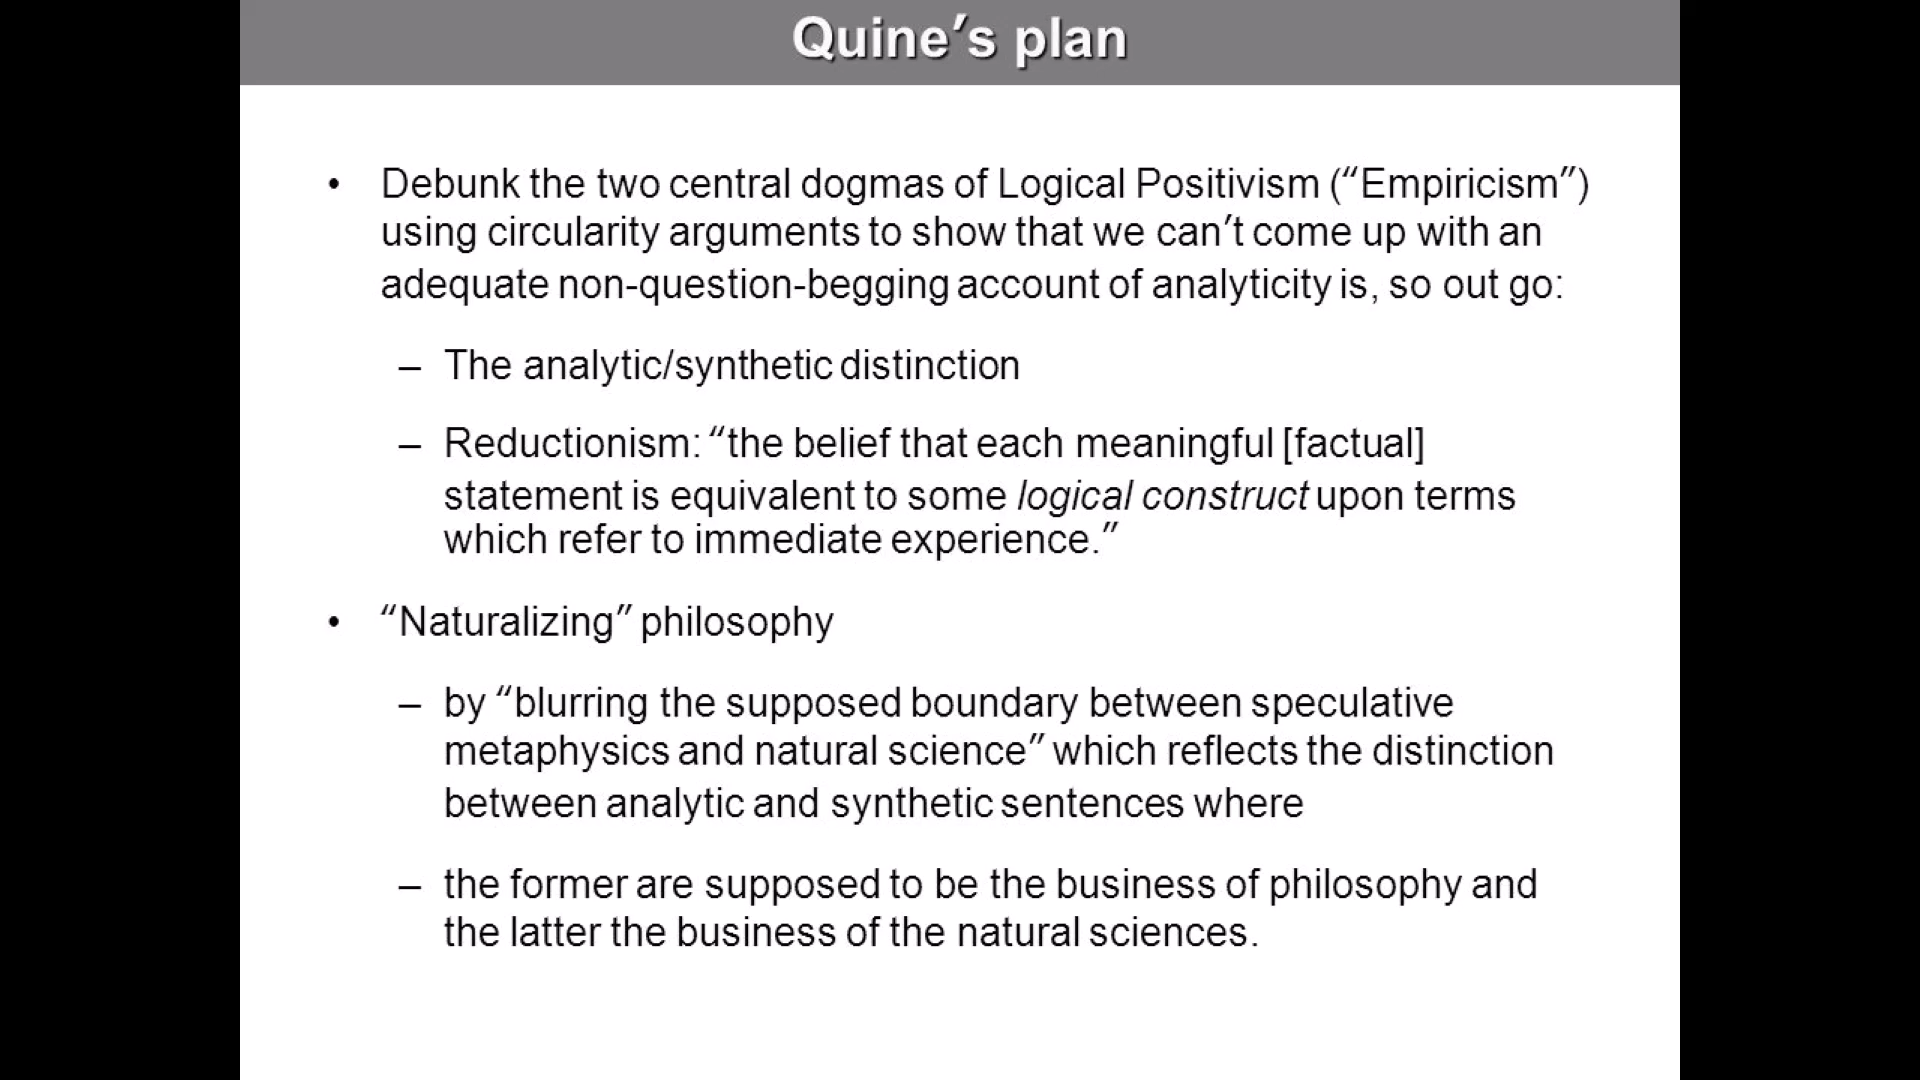 Quine′s plan
• Debunk the two central dogmas of Logical Positivism (″Empiricism″)
using circularity arguments to show that we can′t come up with an
adequate non-question-begging account of analyticity is, so out go:
– The analytic/synthetic distinction
– Reductionism: ″the belief that each meaningful [factual]
statement is equivalent to some logical construct upon terms
which refer to immediate experience.″
• ″Naturalizing″ philosophy
– by ″blurring the supposed boundary between speculative
metaphysics and natural science″ which reflects the distinction
between analytic and synthetic sentences where
– the former are supposed to be the business of philosophy and
the latter the business of the natural sciences.